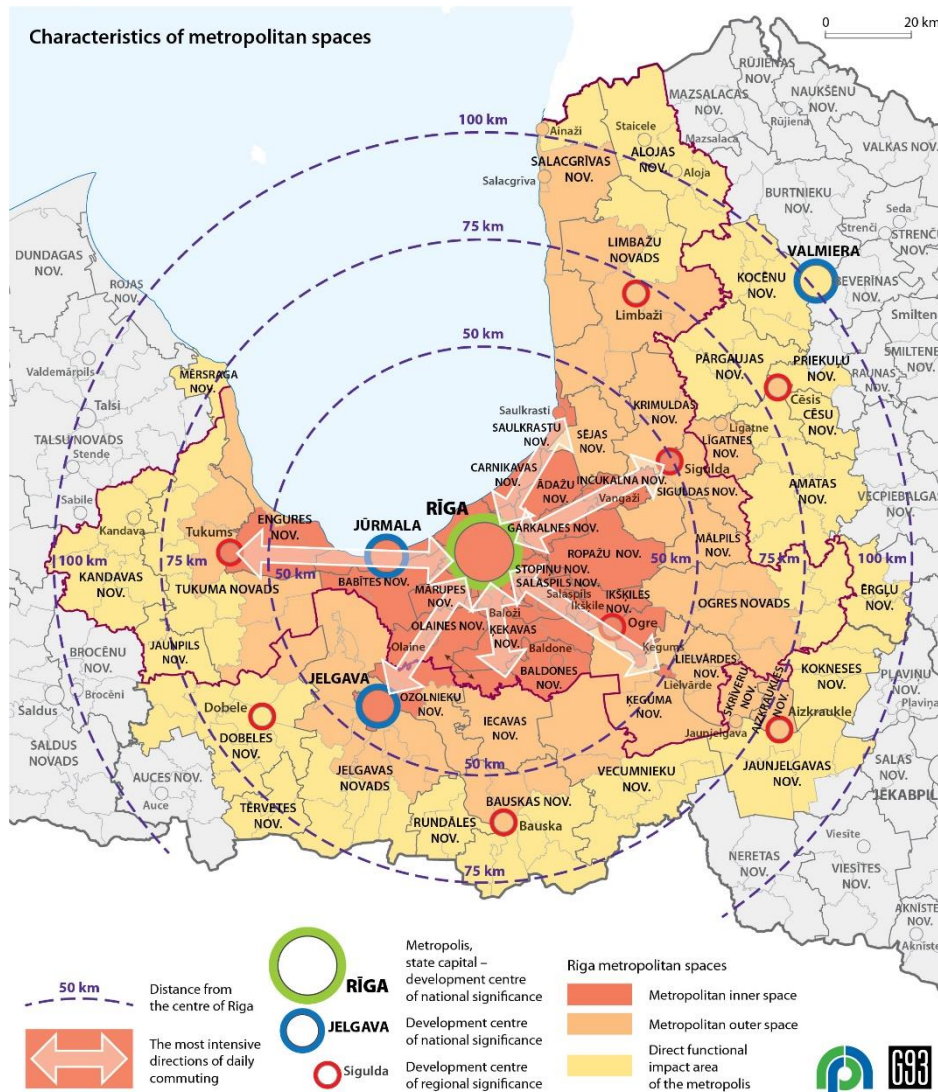 Characteristics of metropolitan spaces
0 20 km
100 km
75 km
50 km
RŪJIENAS
NOV.
Rūjiena
NAUKŠĒNU
NOV.
MAZSALACAS
NOV.
Mazsalaca
VALKAS NOV.
Ainaži
Staicele
ALOJAS
NOV.
Aloja
SALACGRĪVAS
NOV.
Salacgrīva
BURTNIEKU
NOV.
Seda
Strenči
STRENČU
NOV.
VALMIERA
BEVERĪNAS
NOV.
Smiltene
SMILTENES
NOV.
RAUNAS
NOV.
DUNDAGAS
NOV.
ROJAS
NOV.
Valdemārpils
Talsi
TALSU NOVADS
Stende
Sabile
MĒRSRAGA
NOV.
LIMBAŽU
NOVADS
Limbaži
KOCĒNU
NOV.
PĀRGAUJAS
NOV.
PRIEKUĻU
NOV.
Cēsis
CĒSU
NOV.
Saulkrasti
SAULKRASTU
NOV.
SĒJAS
NOV.
KRIMULDAS
NOV.
Līgatne
LĪGATNES
NOV.
CARNIKAVAS
NOV.
ĀDAŽU
NOV.
INČUKALNA NOV.
Vangaži
Sigulda
SIGULDAS NOV.
AMATAS
NOV.
VECPIEBALGAS
NOV.
Kandava
KANDAVAS
NOV.
100 km
75 km
50 km
Tukums
TUKUMA NOVADS
ENGURES
NOV.
JŪRMALA
RĪGA
GARKALNES NOV.
BABĪTES NOV.
MĀRUPES
NOV.
ROPAŽU NOV.
STOPIŅU NOV.
SALASPILS NOV.
Salaspils
MĀLPILS
NOV.
50 km
75 km
100 km
ĒRGĻU
NOV.
Ikšķile
IKŠĶILES
NOV.
Ogre
OGRES NOVADS
OLAINES NOV.
Olaine
Baloži
ĶEKAVAS
NOV.
Baldone
BALDONES
NOV.
Ķegums
LIELVĀRDES
NOV.
Lielvārde
ĶEGUMA
NOV.
SKRĪVERU
NOV.
AIZKRAUKLES
NOV.
Aizkraukle
KOKNESES
NOV.
PĻAVIŅU
NOV.
Pļaviņa
JAUNPILS
NOV.
BROCĒNU
NOV.
Brocēni
Saldus
SALDUS
NOVADS
Dobele
DOBELES
NOV.
JELGAVA
OZOLNIEKU
NOV.
IECAVAS
NOV.
Jaunjelgava
JAUNJELGAVAS
NOV.
SALAS
NOV.
JĒKABPIL
AUCES NOV.
Auce
TĒRVETES
NOV.
JELGAVAS
NOVADS
50 km
VECUMNIEKU
NOV.
BAUSKAS NOV.
Bauska
RUNDĀLES
NOV.
75 km
Viesīte
VIESĪTES
NOV.
NERETAS
NOV.
AKNĪSTE
NOV.
Aknīste
50 km
Distance from
the centre of Riga
The most intensive
directions of daily
commuting
RĪGA
Metropolis,
state capital –
development centre
of national significance
JELGAVA
Development centre
of national significance
Sigulda
Development centre
of regional significance
Riga metropolitan spaces
Metropolitan inner space
Metropolitan outer space
Direct functional
impact area
of the metropolis
693